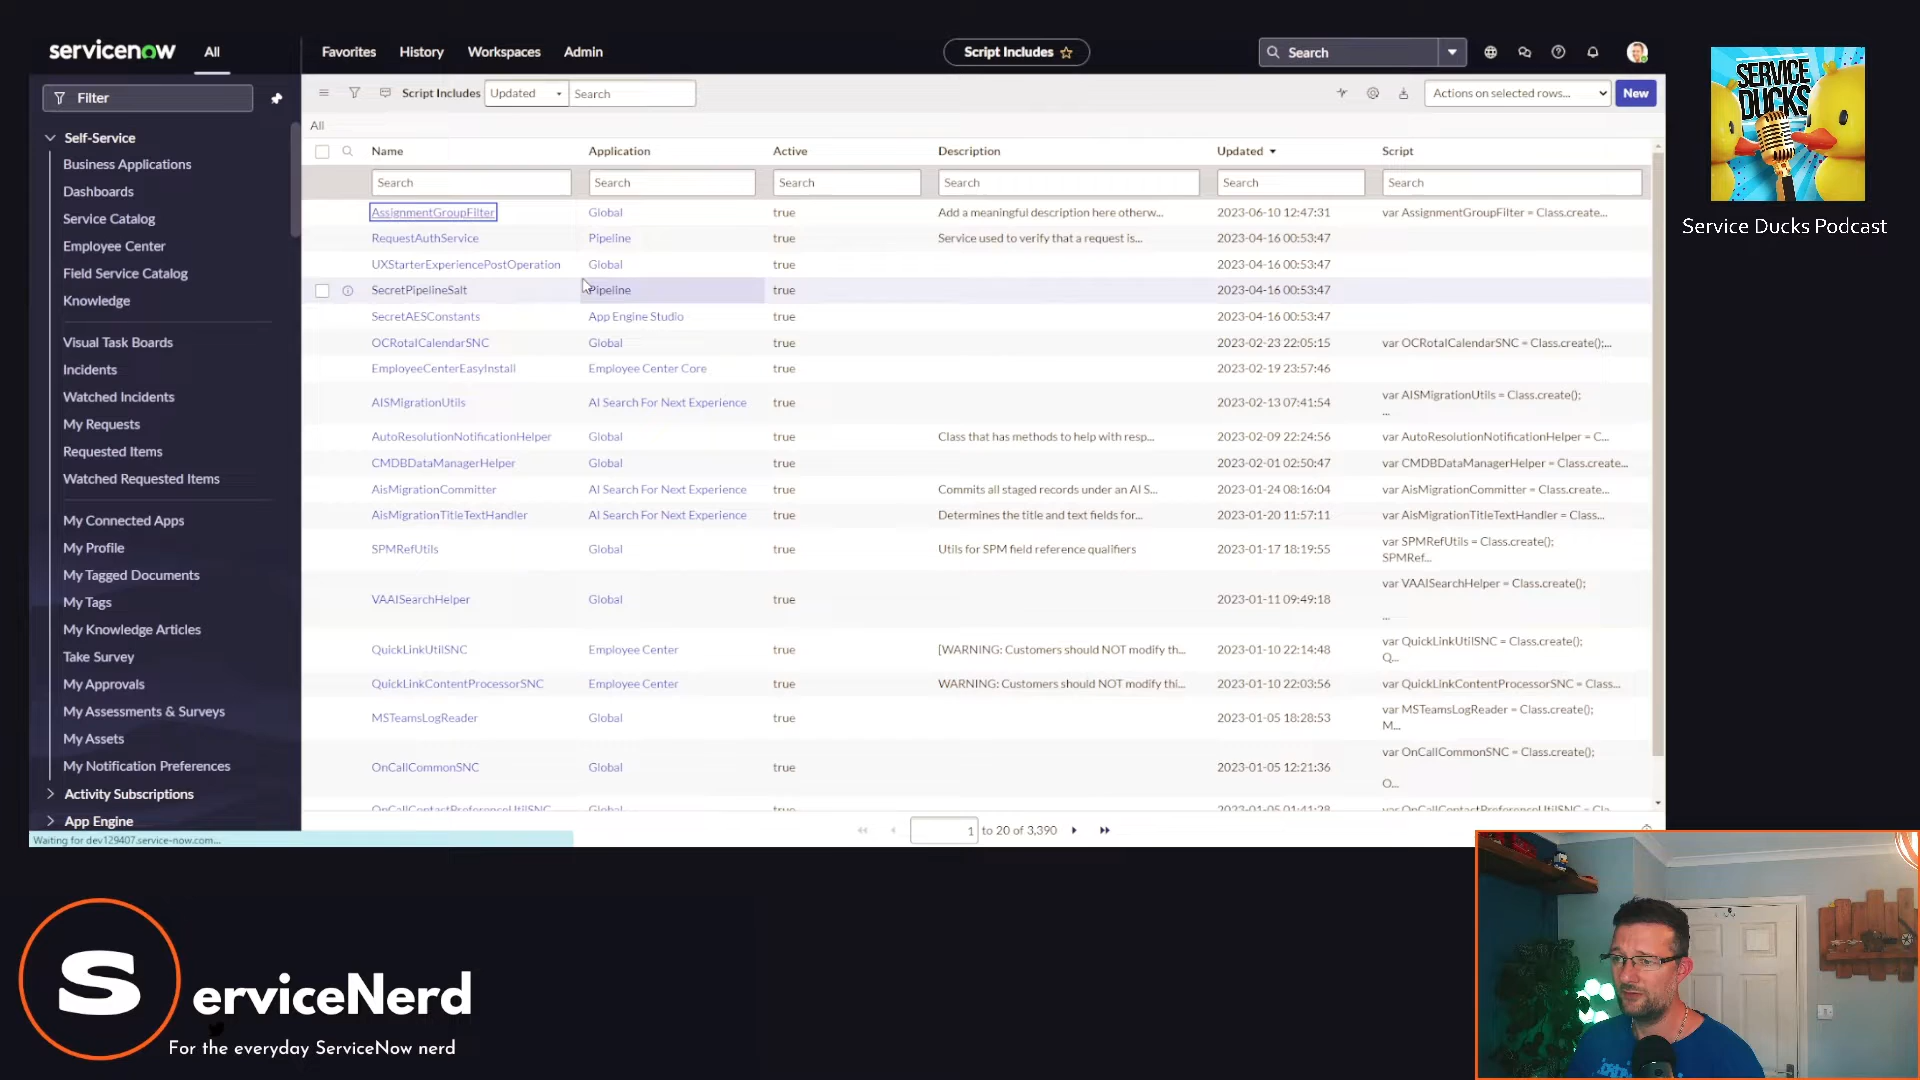 servicenow All Favorites History Workspaces Admin Script Includes Search
Filter
Script Includes Updated Search Actions on selected rows... New
All
Self-Service
Business Applications
Dashboards
Service Catalog
Employee Center
Field Service Catalog
Knowledge
Visual Task Boards
Incidents
Watched Incidents
My Requests
Requested Items
Watched Requested Items
My Connected Apps
My Profile
My Tagged Documents
My Tags
My Knowledge Articles
Take Survey
My Approvals
My Assessments & Surveys
My Assets
My Notification Preferences
Activity Subscriptions
App Engine
Waiting for dev129407.service-now.com...
Name Application Active Description Updated Script
Search Search Search Search Search Search
AssignmentGroupFilter Global true Add a meaningful description here otherw... 2023-06-10 12:47:31 var AssignmentGroupFilter = Class.create...
RequestAuthService Pipeline true Service used to verify that a request is... 2023-04-16 00:53:47
UXStarterExperiencePostOperation Global true 2023-04-16 00:53:47
SecretPipelineSalt Pipeline true 2023-04-16 00:53:47
SecretAESConstants App Engine Studio true 2023-04-16 00:53:47
OCRotaICalendarSNC Global true 2023-02-23 22:05:15 var OCRotaICalendarSNC = Class.create();...
EmployeeCenterEasyInstall Employee Center Core true 2023-02-19 23:57:46
AISMigrationUtils AI Search For Next Experience true 2023-02-13 07:41:54 var AISMigrationUtils = Class.create();
...
AutoResolutionNotificationHelper Global true Class that has methods to help with resp... 2023-02-09 22:24:56 var AutoResolutionNotificationHelper = C...
CMDBDataManagerHelper Global true 2023-02-01 02:50:47 var CMDBDataManagerHelper = Class.create...
AisMigrationCommitter AI Search For Next Experience true Commits all staged records under an AI S... 2023-01-24 08:16:04 var AisMigrationCommitter = Class.create...
AisMigrationTitleTextHandler AI Search For Next Experience true Determines the title and text fields for... 2023-01-20 11:57:11 var AisMigrationTitleTextHandler = Class...
SPMRefUtils Global true Utils for SPM field reference qualifiers 2023-01-17 18:19:55 var SPMRefUtils = Class.create();
SPMRef...
VAAISearchHelper Global true 2023-01-11 09:49:18 var VAAISearchHelper = Class.create();
...
QuickLinkUtilSNC Employee Center true [WARNING: Customers should NOT modify th... 2023-01-10 22:14:48 var QuickLinkUtilSNC = Class.create();
Q...
QuickLinkContentProcessorSNC Employee Center true WARNING: Customers should NOT modify thi... 2023-01-10 22:03:56 var QuickLinkContentProcessorSNC = Class...
MSTeamsLogReader Global true 2023-01-05 18:28:53 var MSTeamsLogReader = Class.create();
M...
OnCallCommonSNC Global true 2023-01-05 12:21:36 var OnCallCommonSNC = Class.create();
O...
OnCallContactPreferenceUtilSNC Global true 2023-01-05 01:41:28 var OnCallContactPreferenceUtilSNC = Cla...
1 to 20 of 3,390
SERVICE
DUCKS
Service Ducks Podcast
S erviceNerd
For the everyday ServiceNow nerd